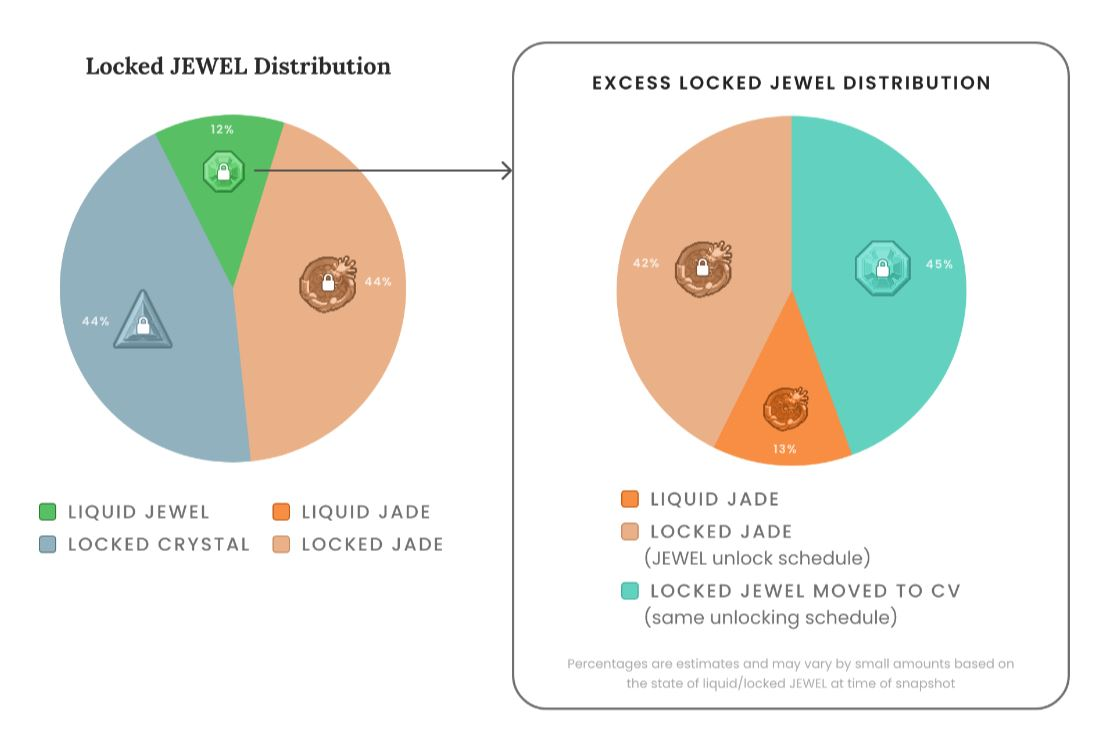 Locked JEWEL Distribution
12%
44%
44%
LIQUID JEWEL
LIQUID JADE
LOCKED CRYSTAL
LOCKED JADE
EXCESS LOCKED JEWEL DISTRIBUTION
42%
45%
13%
LIQUID JADE
LOCKED JADE
(JEWEL unlock schedule)
LOCKED JEWEL MOVED TO CV
(same unlocking schedule)
Percentages are estimates and may vary by small amounts based on
the state of liquid/locked JEWEL at time of snapshot